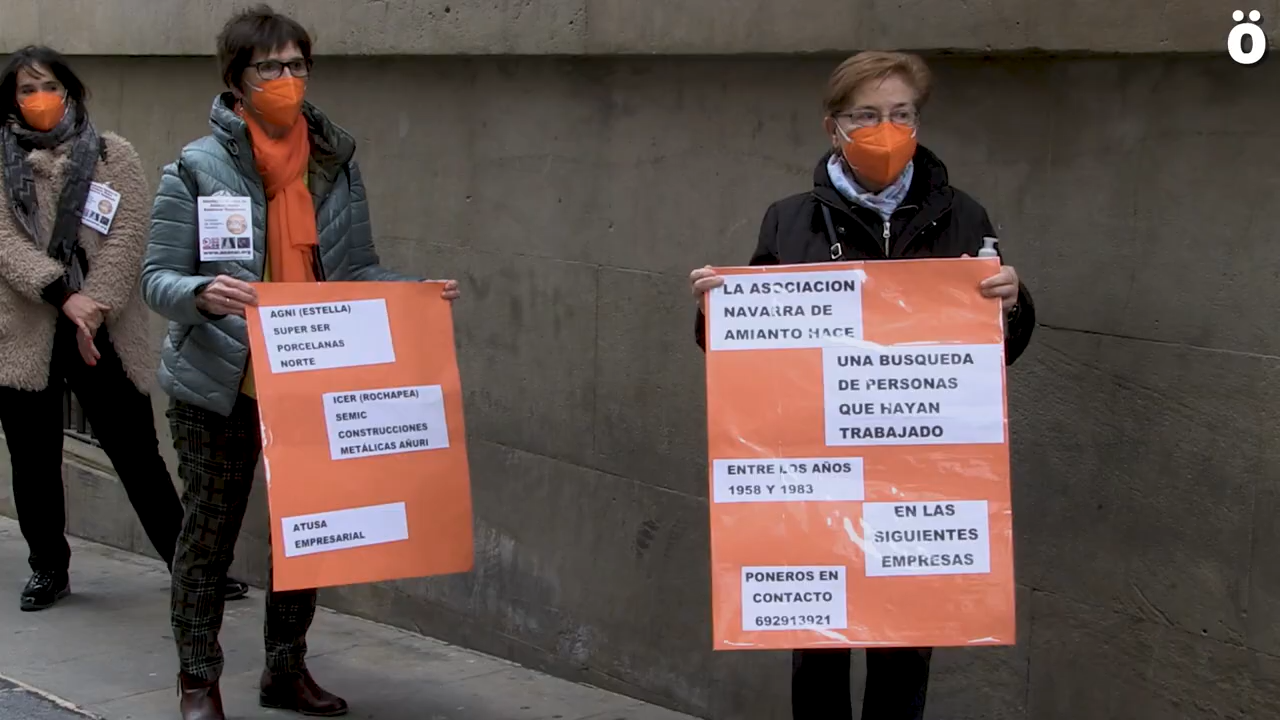 ö
AGNI (ESTELLA)
SUPER SER
PORCELANAS
NORTE
ICER (ROCHAPEA)
SEMIC
CONSTRUCCIONES
METÁLICAS AÑURI
ATUSA
EMPRESARIAL
LA ASOCIACION
NAVARRA DE
AMIANTO HACE
UNA BUSQUEDA
DE PERSONAS
QUE HAYAN
TRABAJADO
ENTRE LOS AÑOS
1958 Y 1983
EN LAS
SIGUIENTES
EMPRESAS
PONEROS EN
CONTACTO
692913921